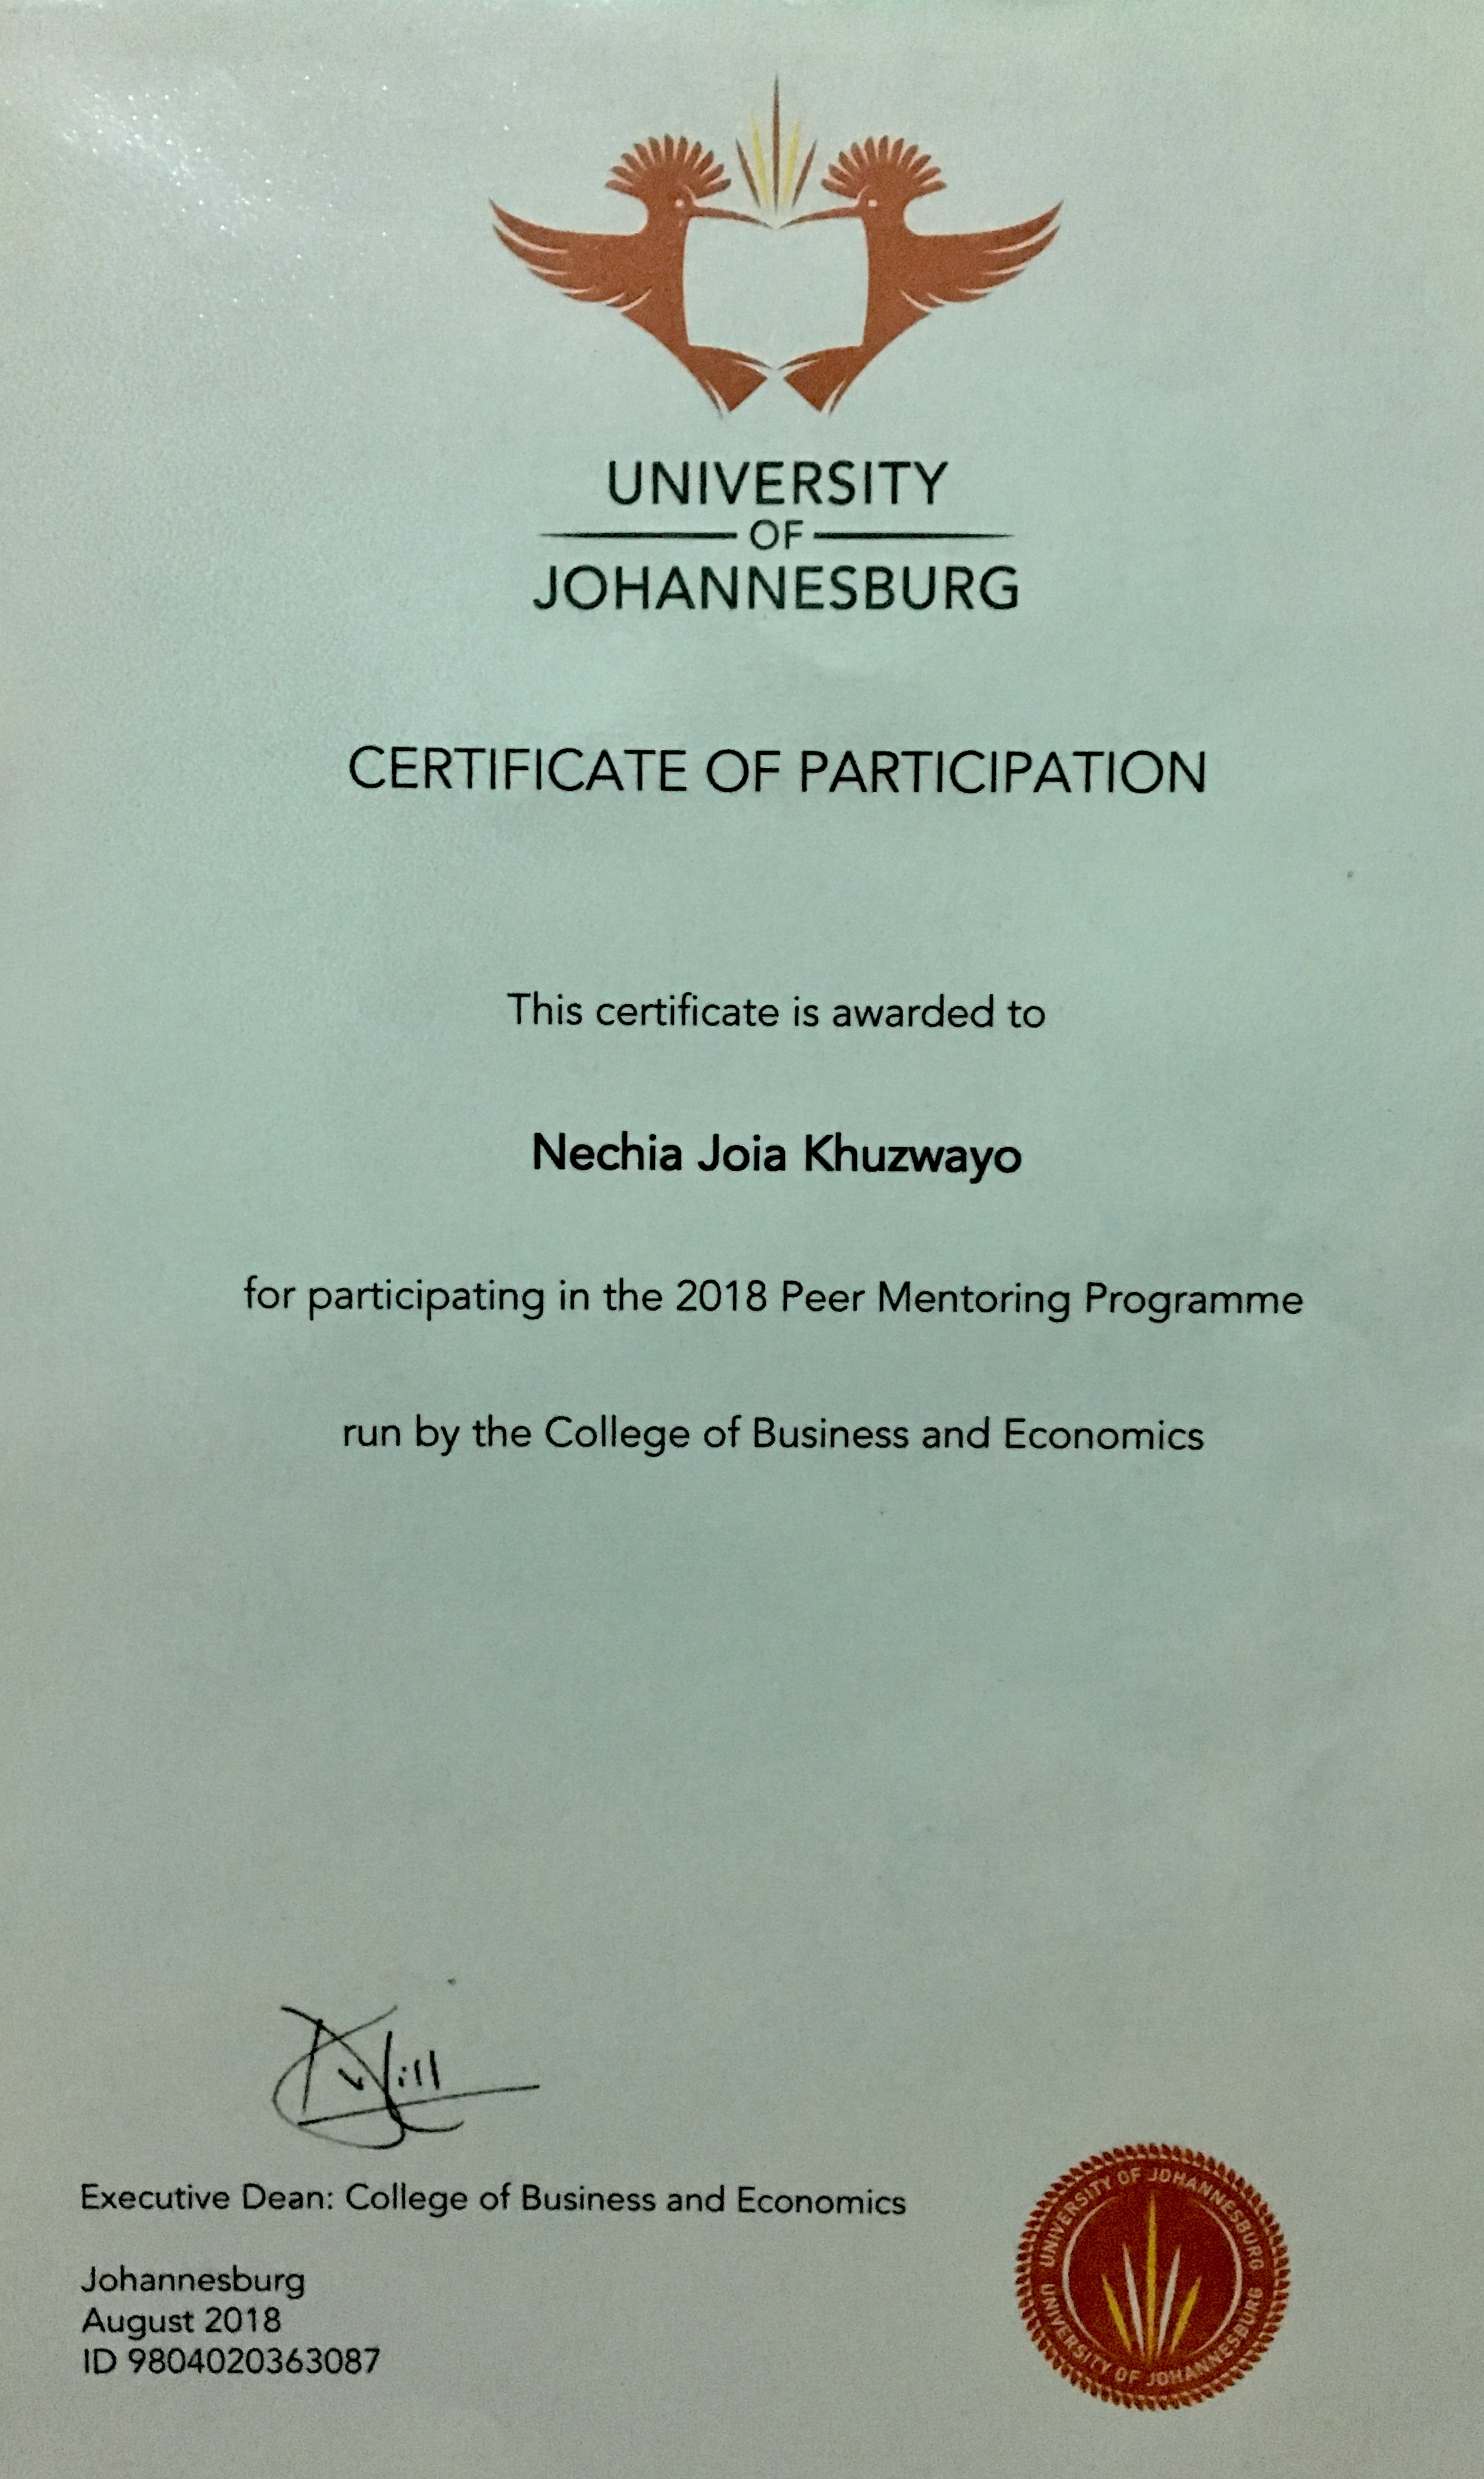 UNIVERSITY
OF
JOHANNESBURG
CERTIFICATE OF PARTICIPATION
This certificate is awarded to
Nechia Joia Khuzwayo
for participating in the 2018 Peer Mentoring Programme
run by the College of Business and Economics
Executive Dean: College of Business and Economics
Johannesburg
August 2018
ID 9804020363087
UNIVERSITY OF JOHANNESBURG
UNIVERSITY OF JOHANNESBURG